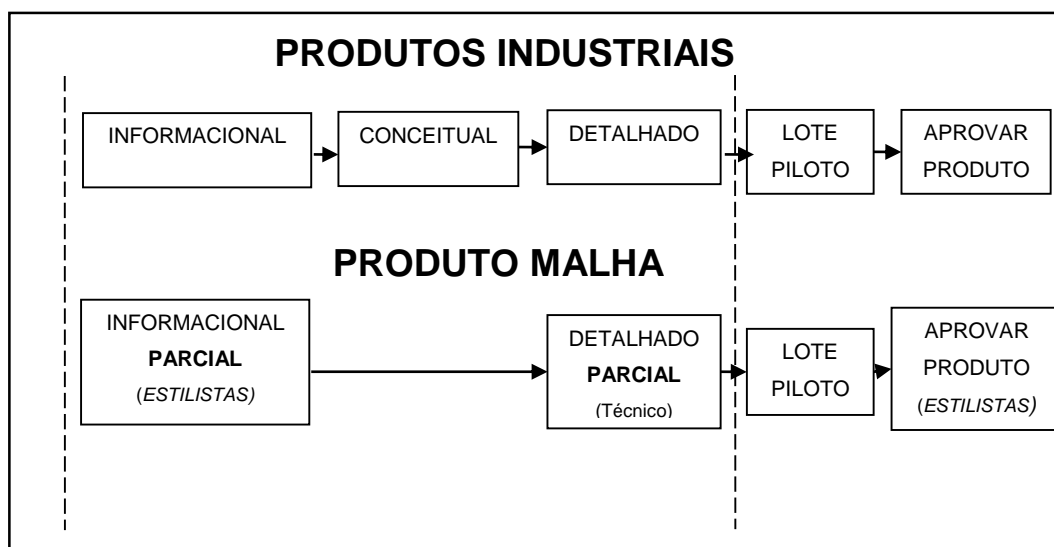 PRODUTOS INDUSTRIAIS
INFORMACIONAL
CONCEITUAL
DETALHADO
LOTE
PILOTO
APROVAR
PRODUTO
PRODUTO MALHA
INFORMACIONAL
PARCIAL
(ESTILISTAS)
DETALHADO
PARCIAL
(Técnico)
LOTE
PILOTO
APROVAR
PRODUTO
(ESTILISTAS)